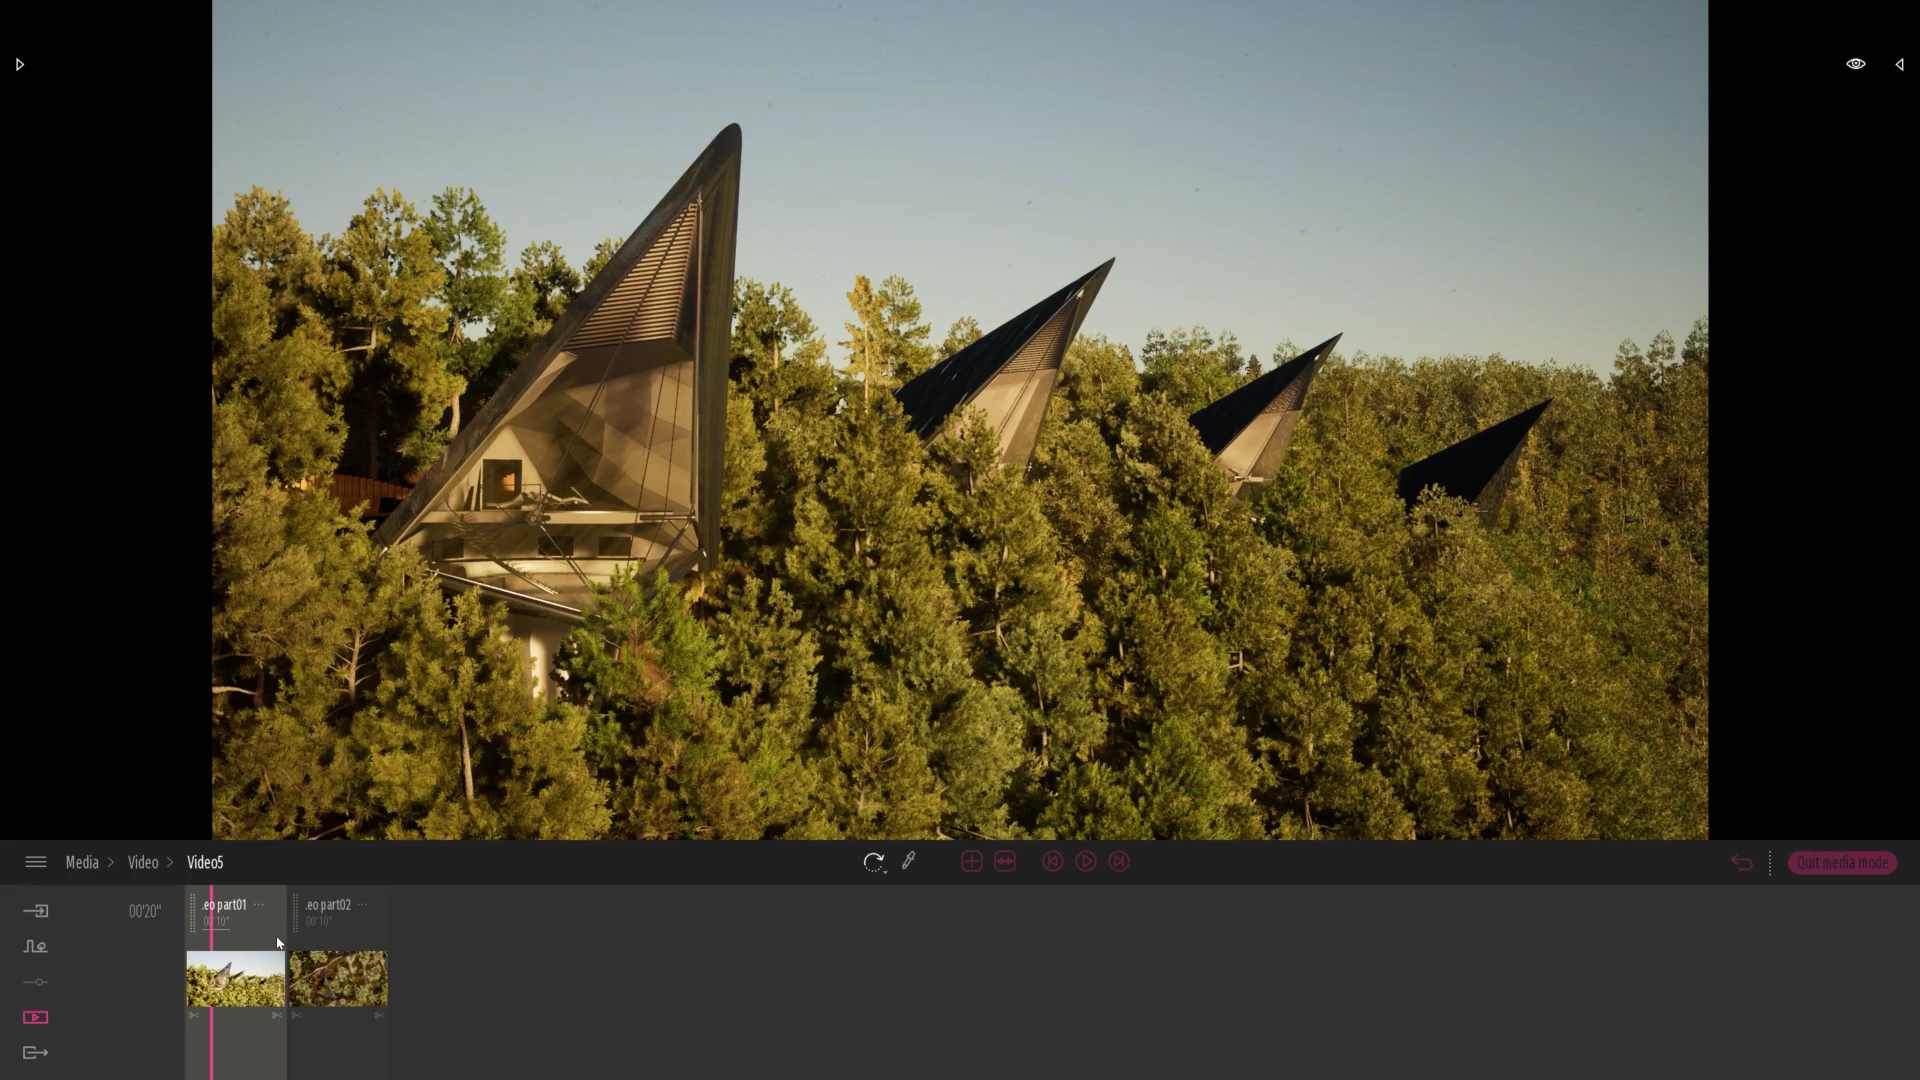 Media > Video > Video5
Quit media mode
00'20"
.eo part01 ...
00'10"
.eo part02 ...
00'10"